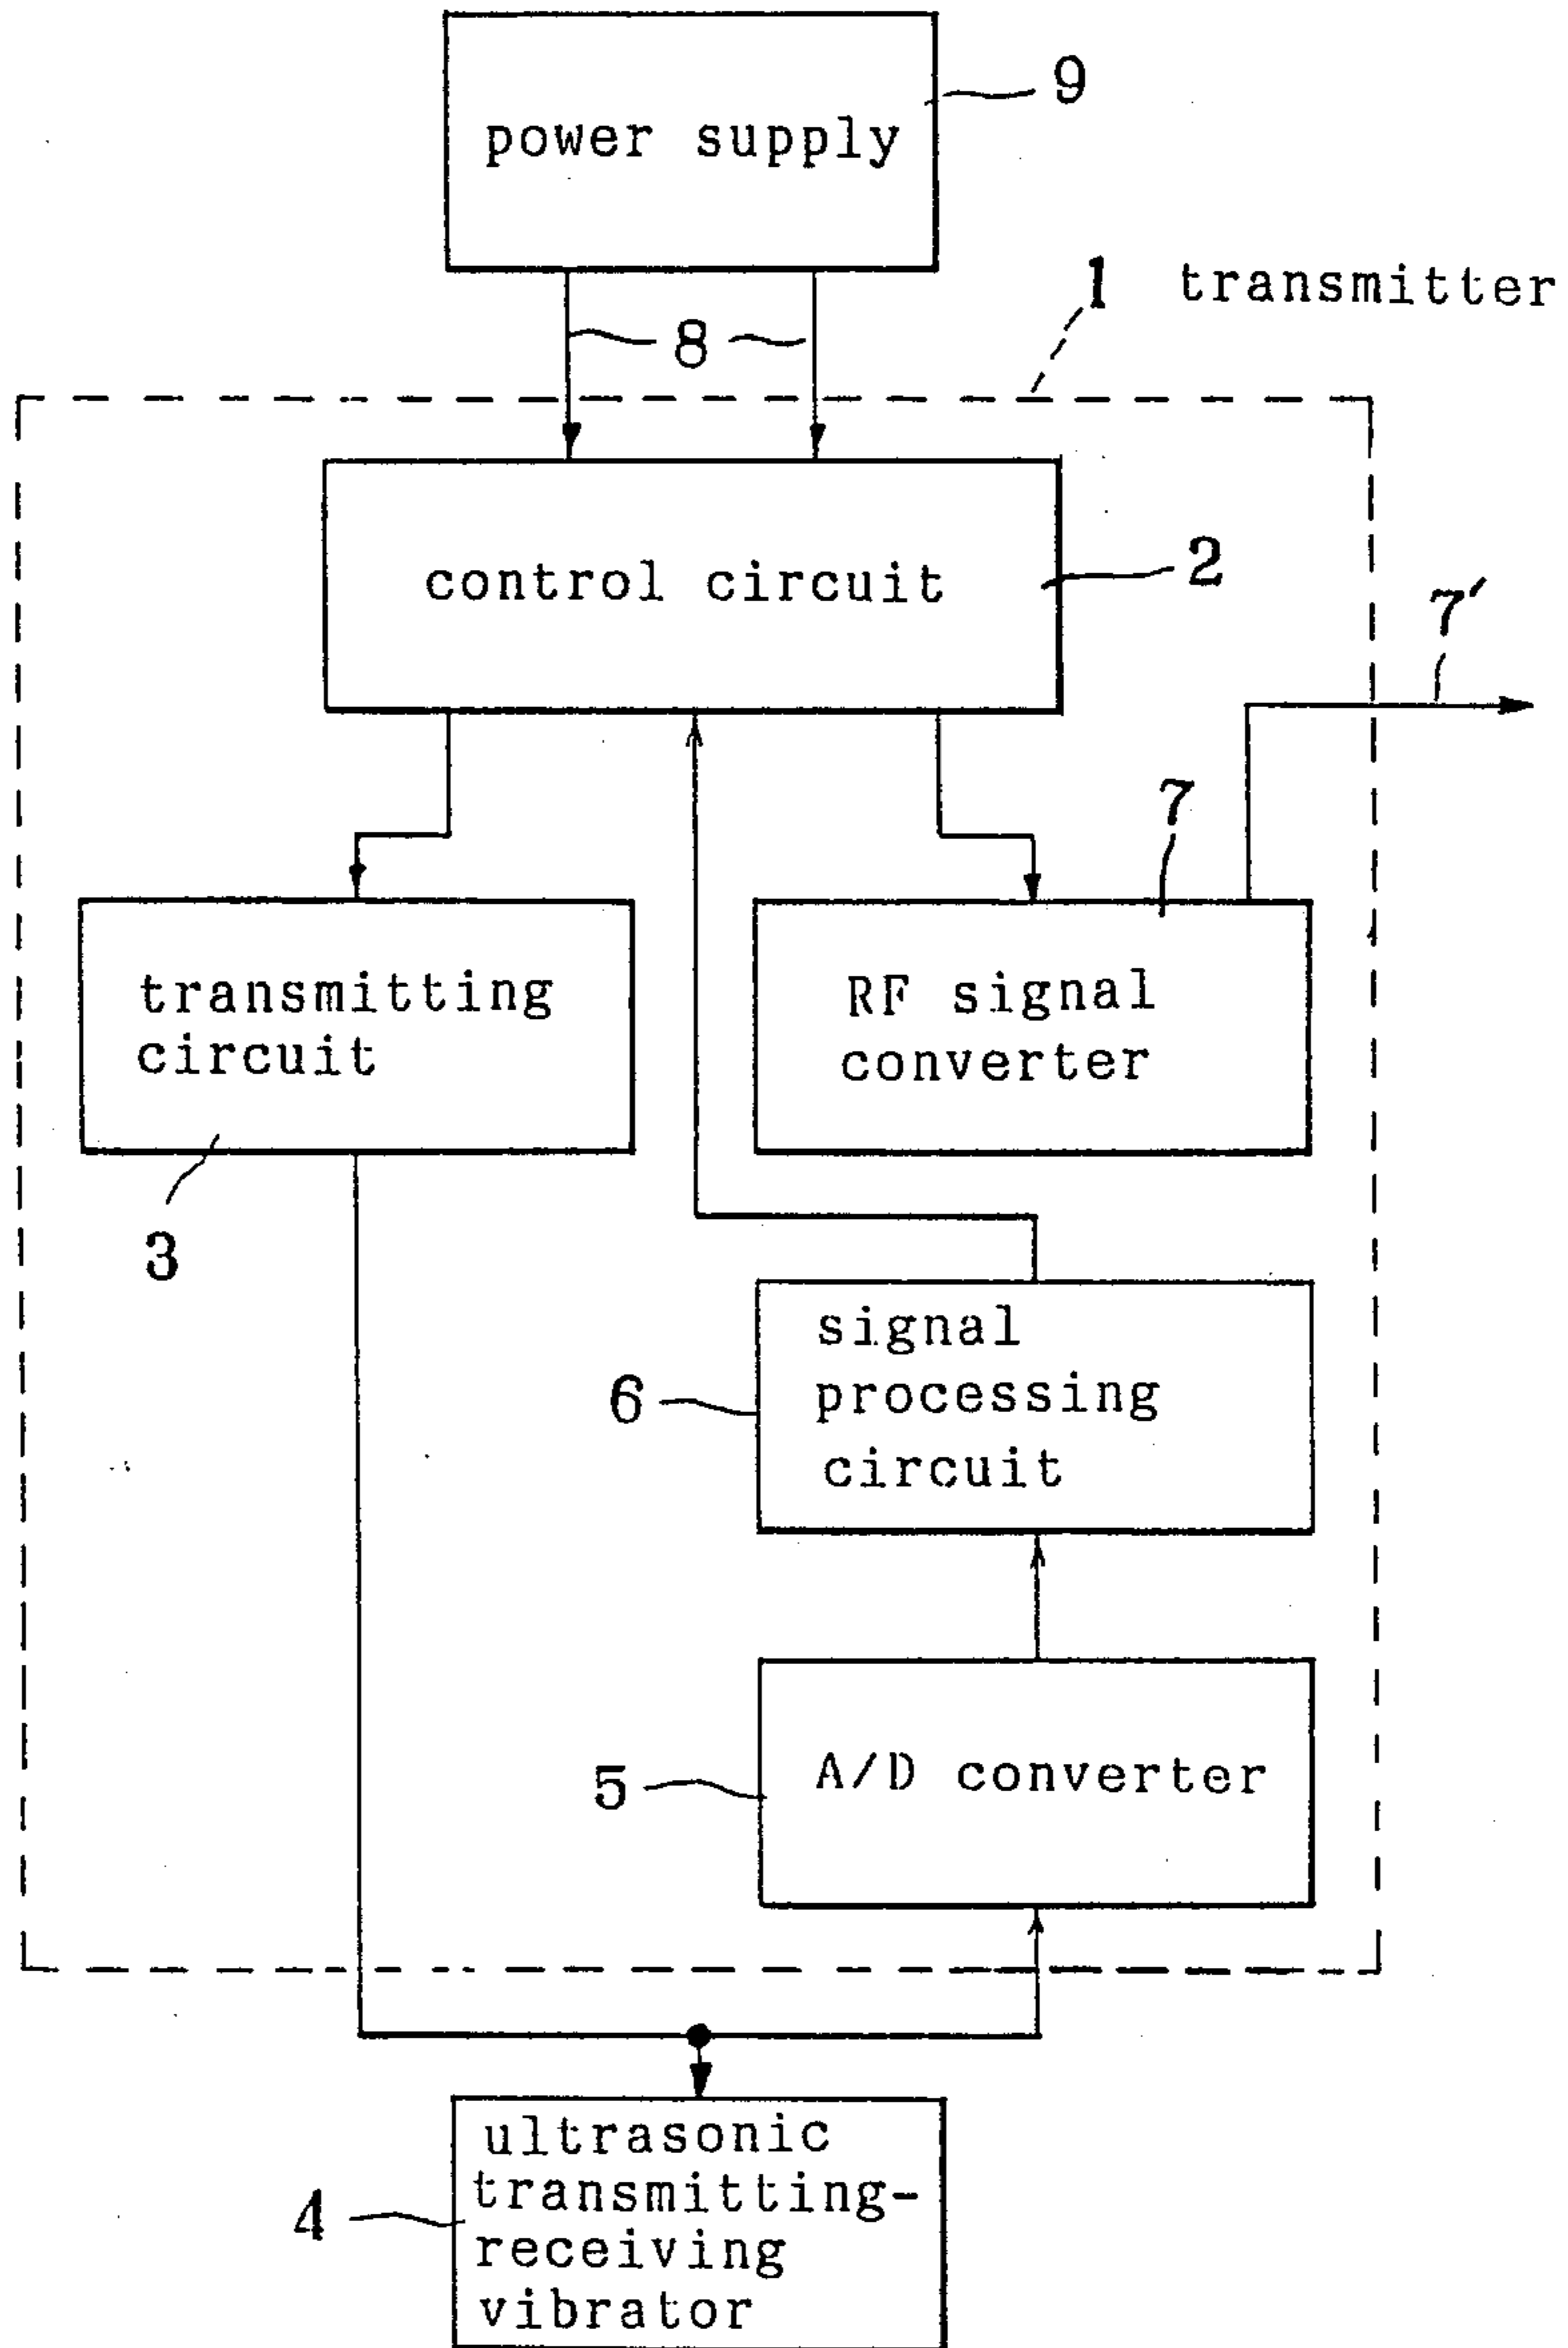 power supply
9
1 transmitter
8
control circuit
2
7′
7
transmitting
circuit
RF signal
converter
3
signal
processing
circuit
6
A/D converter
5
ultrasonic
transmitting-
receiving
vibrator
4